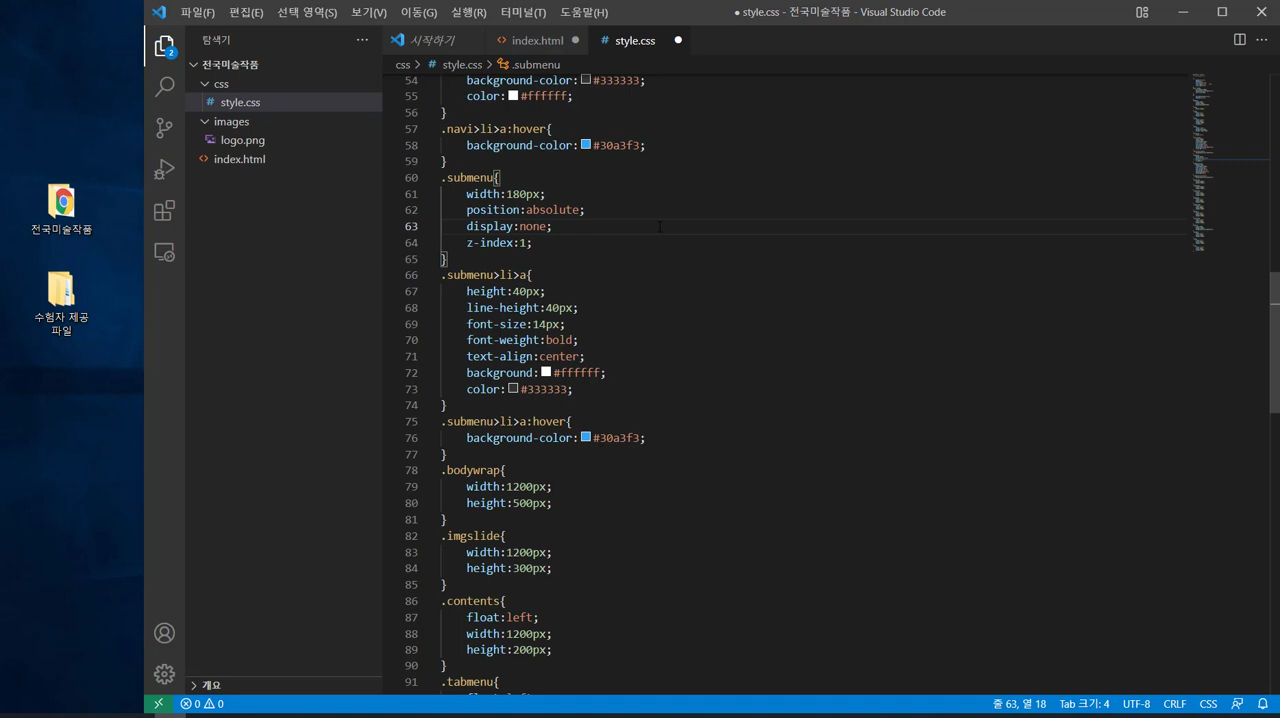 파일(F) 편집(E) 선택 영역(S) 보기(V) 이동(G) 실행(R) 터미널(T) 도움말(H) ● style.css - 전국미술작품 - Visual Studio Code
탐색기 ··· 시작하기 index.html # style.css
css > # style.css > .submenu
전국미술작품
css
# style.css
images
logo.png
index.html
2
전국미술작품
수험자 제공
파일
54 background-color: #333333;
55 color: #ffffff;
56 }
57 .navi>li>a:hover{
58 background-color: #30a3f3;
59 }
60 .submenu{
61 width:180px;
62 position:absolute;
63 display:none;
64 z-index:1;
65 }
66 .submenu>li>a{
67 height:40px;
68 line-height:40px;
69 font-size:14px;
70 font-weight:bold;
71 text-align:center;
72 background: #ffffff;
73 color: #333333;
74 }
75 .submenu>li>a:hover{
76 background-color: #30a3f3;
77 }
78 .bodywrap{
79 width:1200px;
80 height:500px;
81 }
82 .imgslide{
83 width:1200px;
84 height:300px;
85 }
86 .contents{
87 float:left;
88 width:1200px;
89 height:200px;
90 }
91 .tabmenu{
개요
0 0 줄 63, 열 18 Tab 크기: 4 UTF-8 CRLF CSS